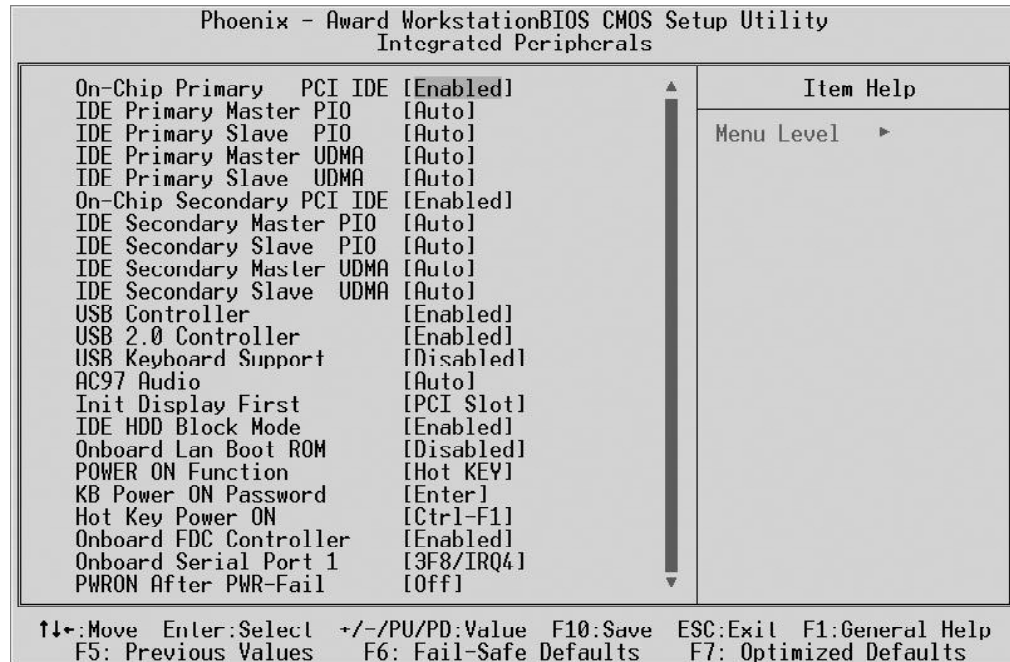 Phoenix - Award WorkstationBIOS CMOS Setup Utility
Integrated Peripherals
On-Chip Primary PCI IDE [Enabled]
IDE Primary Master PIO [Auto]
IDE Primary Slave PIO [Auto]
IDE Primary Master UDMA [Auto]
IDE Primary Slave UDMA [Auto]
On-Chip Secondary PCI IDE [Enabled]
IDE Secondary Master PIO [Auto]
IDE Secondary Slave PIO [Auto]
IDE Secondary Master UDMA [Auto]
IDE Secondary Slave UDMA [Auto]
USB Controller [Enabled]
USB 2.0 Controller [Enabled]
USB Keyboard Support [Disabled]
AC97 Audio [Auto]
Init Display First [PCI Slot]
IDE HDD Block Mode [Enabled]
Onboard Lan Boot ROM [Disabled]
POWER ON Function [Hot KEY]
KB Power ON Password [Enter]
Hot Key Power ON [Ctrl-F1]
Onboard FDC Controller [Enabled]
Onboard Serial Port 1 [3F8/IRQ4]
PWRON After PWR-Fail [Off]
Item Help
Menu Level ►
↑↓←:Move Enter:Select +/-/PU/PD:Value F10:Save ESC:Exit F1:General Help
F5: Previous Values F6: Fail-Safe Defaults F7: Optimized Defaults